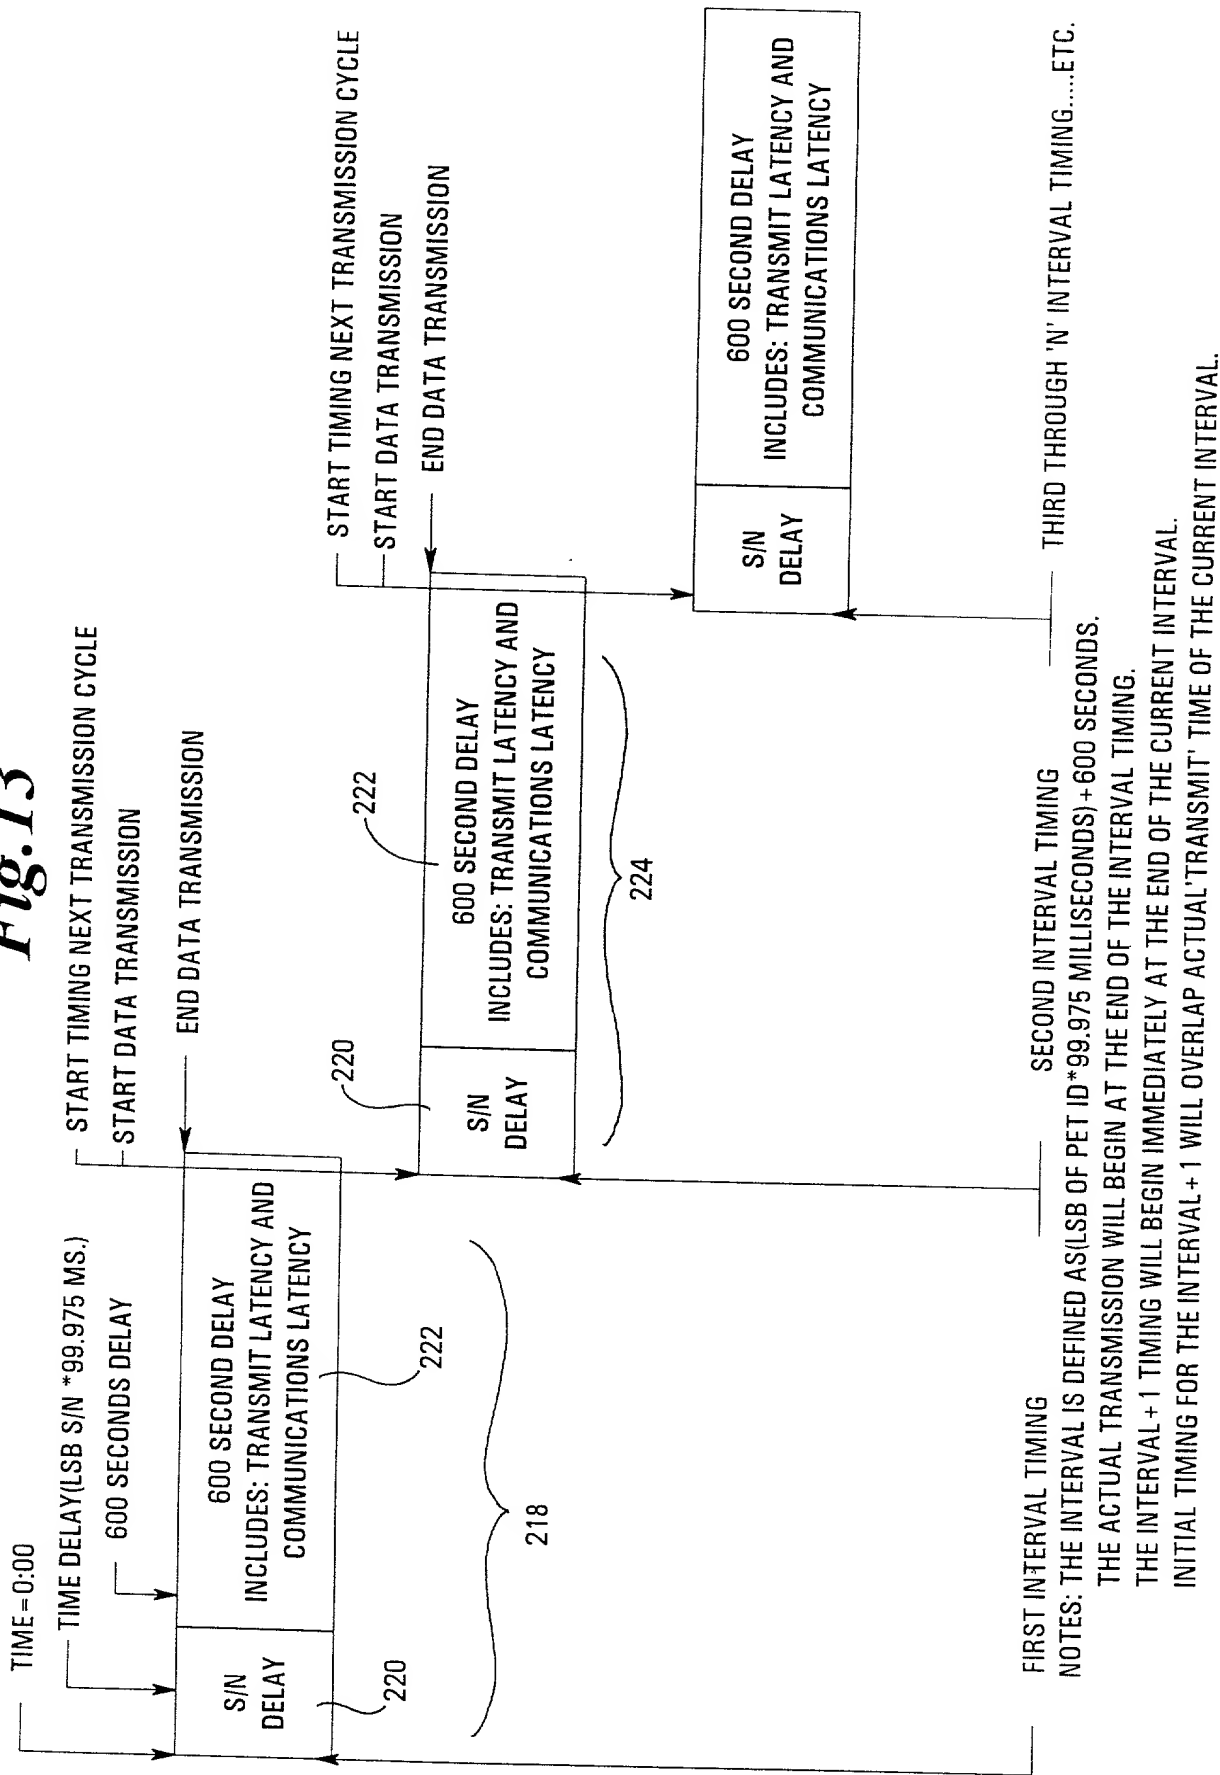 Fig.13
TIME = 0:00
TIME DELAY(LSB S/N *99.975 MS.)
600 SECONDS DELAY
START TIMING NEXT TRANSMISSION CYCLE
START DATA TRANSMISSION
END DATA TRANSMISSION
S/N
DELAY
220
600 SECOND DELAY
INCLUDES: TRANSMIT LATENCY AND
COMMUNICATIONS LATENCY
222
218
START TIMING NEXT TRANSMISSION CYCLE
START DATA TRANSMISSION
END DATA TRANSMISSION
220
S/N
DELAY
222
600 SECOND DELAY
INCLUDES: TRANSMIT LATENCY AND
COMMUNICATIONS LATENCY
224
S/N
DELAY
600 SECOND DELAY
INCLUDES: TRANSMIT LATENCY AND
COMMUNICATIONS LATENCY
FIRST INTERVAL TIMING
SECOND INTERVAL TIMING
THIRD THROUGH 'N' INTERVAL TIMING.....ETC.
NOTES: THE INTERVAL IS DEFINED AS(LSB OF PET ID*99.975 MILLISECONDS)+600 SECONDS.
THE ACTUAL TRANSMISSION WILL BEGIN AT THE END OF THE INTERVAL TIMING.
THE INTERVAL+1 TIMING WILL BEGIN IMMEDIATELY AT THE END OF THE CURRENT INTERVAL.
INITIAL TIMING FOR THE INTERVAL+1 WILL OVERLAP ACTUAL'TRANSMIT' TIME OF THE CURRENT INTERVAL.